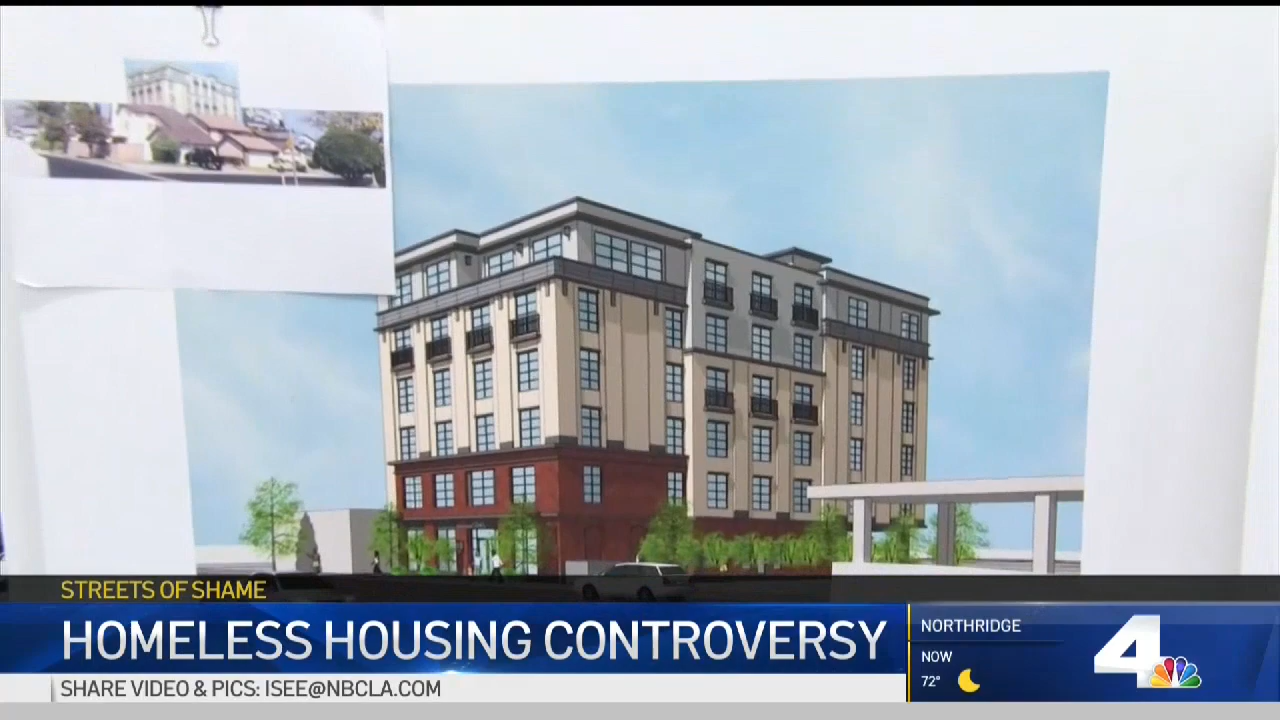 STREETS OF SHAME
HOMELESS HOUSING CONTROVERSY
SHARE VIDEO & PICS: ISEE@NBCLA.COM
NORTHRIDGE
NOW
72°
4